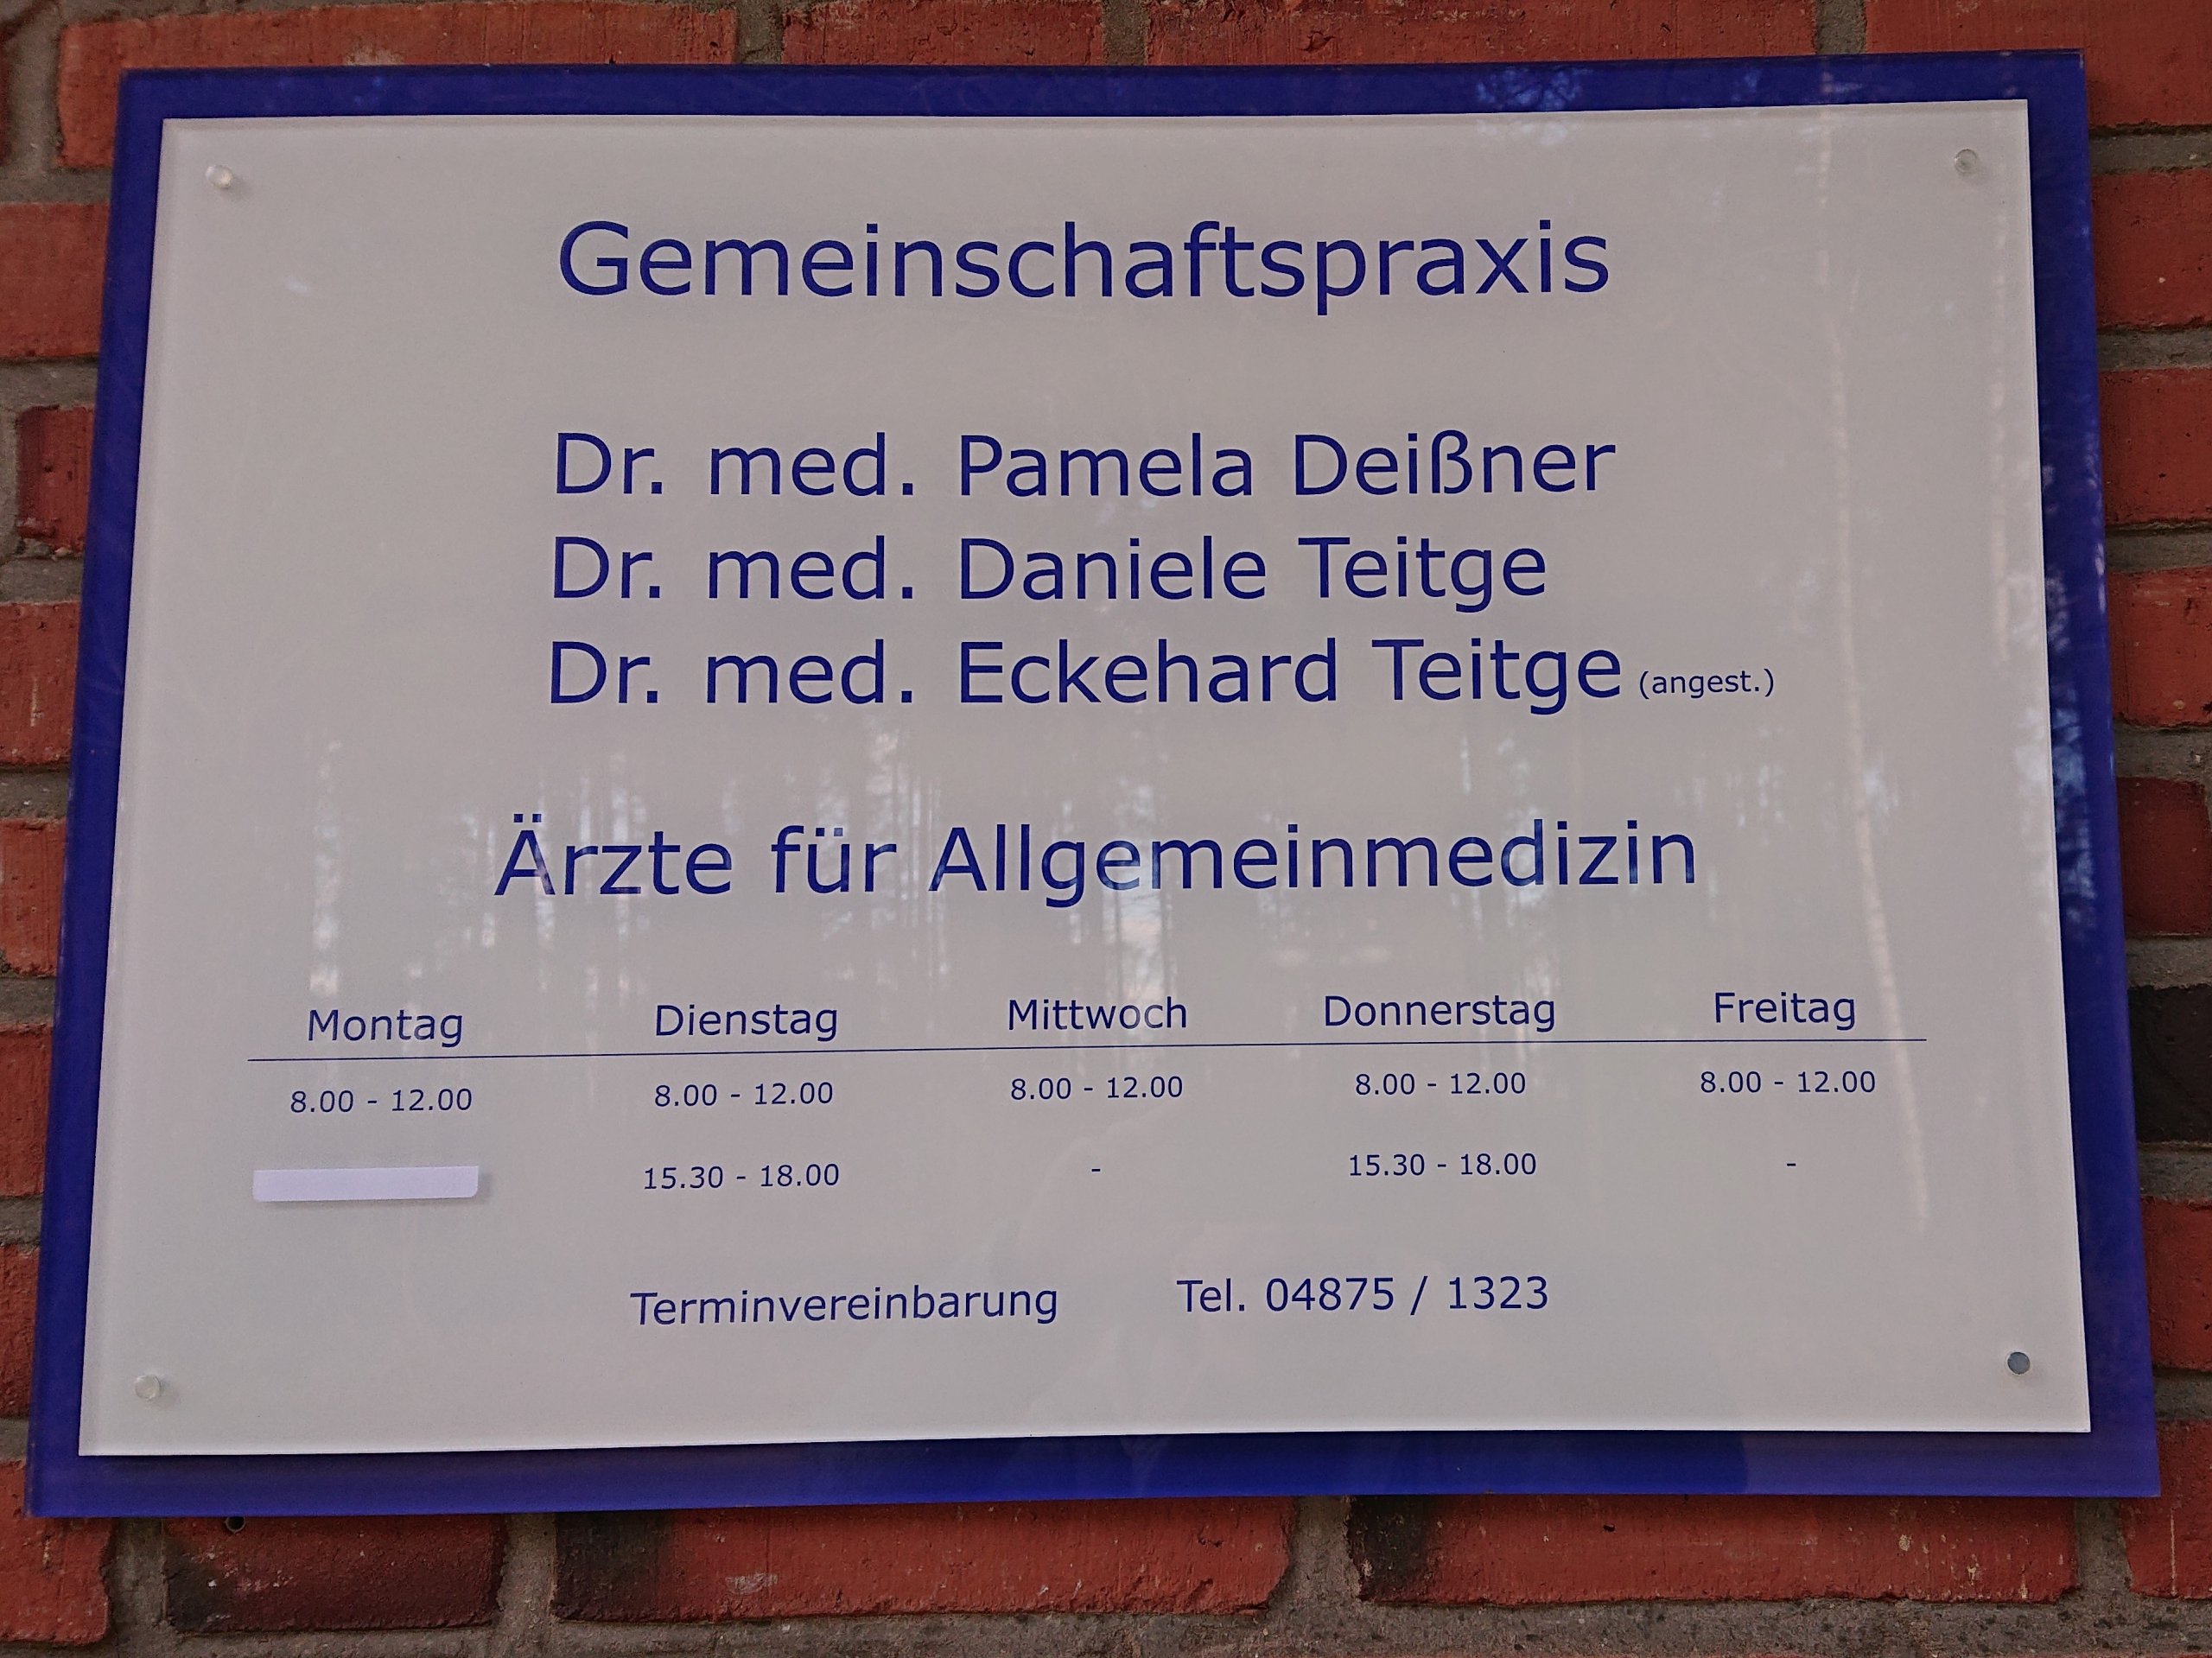 Gemeinschaftspraxis
Dr. med. Pamela Deißner
Dr. med. Daniele Teitge
Dr. med. Eckehard Teitge (angest.)
Ärzte für Allgemeinmedizin
Montag Dienstag Mittwoch Donnerstag Freitag
8.00 - 12.00 8.00 - 12.00 8.00 - 12.00 8.00 - 12.00 8.00 - 12.00
15.30 - 18.00 - 15.30 - 18.00 -
Terminvereinbarung Tel. 04875 / 1323